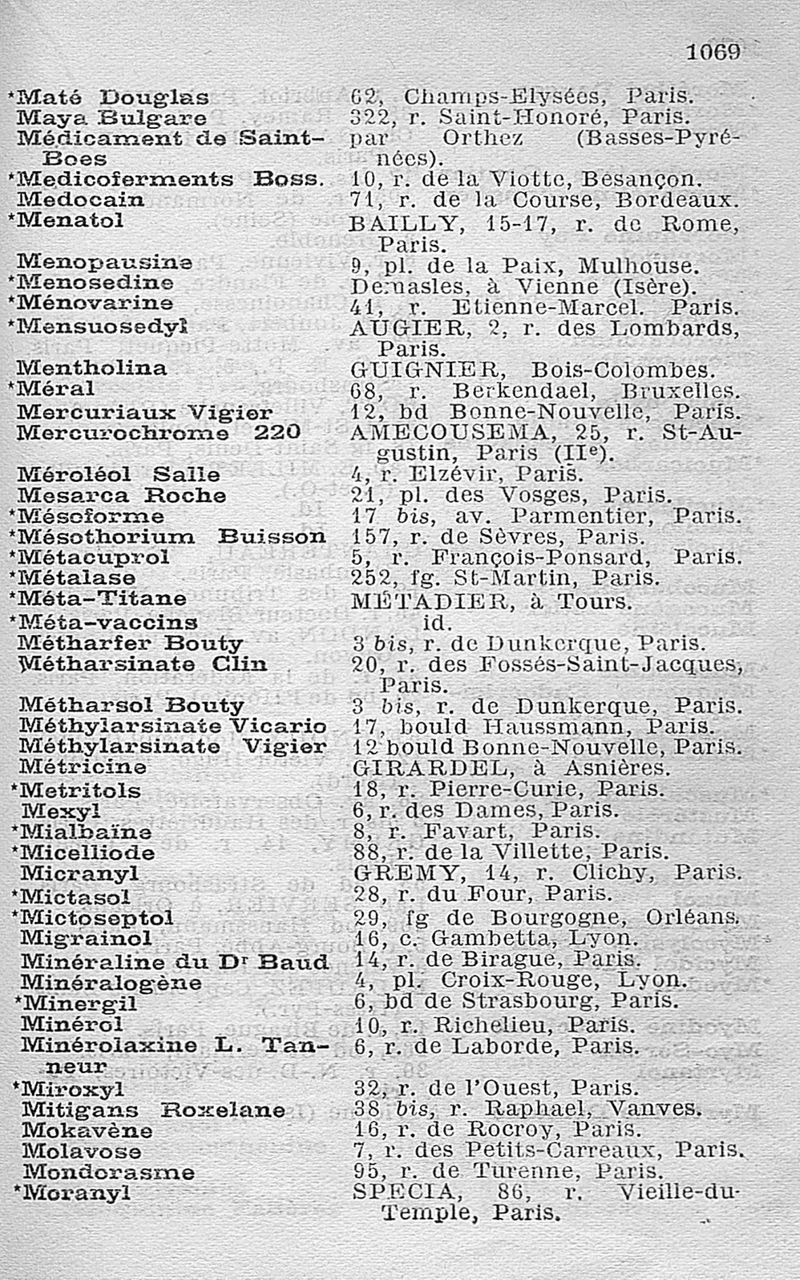 1069
*Maté Douglas 62, Champs-Elysées, Paris.
Maya Bulgare 322, r. Saint-Honoré, Paris.
Médicament de Saint- par Orthez (Basses-Pyré-
Boes nées).
*Medicoferments Boss. 10, r. de la Viotte, Besançon.
Medocain 71, r. de la Course, Bordeaux.
*Menatol BAILLY, 15-17, r. de Rome,
Paris.
Menopausine 9, pl. de la Paix, Mulhouse.
*Menosedine Demasles, à Vienne (Isère).
*Ménovarine 41, r. Etienne-Marcel. Paris.
*Mensuosedyl AUGIER, 2, r. des Lombards,
Paris.
Mentholina GUIGNIER, Bois-Colombes.
*Méral 68, r. Berkendael, Bruxelles.
Mercuriaux Vigier 12, bd Bonne-Nouvelle, Paris.
Mercurochrome 220 AMECOUSEMA, 25, r. St-Au-
gustin, Paris (IIe).
Méroléol Salle 4, r. Elzévir, Paris.
Mesarca Roche 21, pl. des Vosges, Paris.
*Mésoforme 17 bis, av. Parmentier, Paris.
*Mésothorium Buisson 157, r. de Sèvres, Paris.
*Métacuprol 5, r. François-Ponsard, Paris.
*Métalase 252, fg. St-Martin, Paris.
*Méta-Titane MÉTADIER, à Tours.
*Méta-vaccins id.
Métharfer Bouty 3 bis, r. de Dunkerque, Paris.
Métharsinate Clin 20, r. des Fossés-Saint-Jacques,
Paris.
Métharsol Bouty 3 bis, r. de Dunkerque, Paris.
Méthylarsinate Vicario 17, bould Haussmann, Paris.
Méthylarsinate Vigier 12 bould Bonne-Nouvelle, Paris.
Métricine GIRARDEL, à Asnières.
*Metritols 18, r. Pierre-Curie, Paris.
Mexyl 6, r. des Dames, Paris.
*Mialbaïne 8, r. Favart, Paris.
*Micelliode 88, r. de la Villette, Paris.
Micranyl GREMY, 14, r. Clichy, Paris.
*Mictasol 28, r. du Four, Paris.
*Mictoseptol 29, fg de Bourgogne, Orléans.
Migrainol 16, c. Gambetta, Lyon.
Minéraline du Dr Baud 14, r. de Birague, Paris.
Minéralogène 4, pl. Croix-Rouge, Lyon.
*Minergil 6, bd de Strasbourg, Paris.
Minérol 10, r. Richelieu, Paris.
Minérolaxine L. Tan- 6, r. de Laborde, Paris.
neur
*Miroxyl 32, r. de l'Ouest, Paris.
Mitigans Roxelane 38 bis, r. Raphael, Vanves.
Mokavène 16, r. de Rocroy, Paris.
Molavose 7, r. des Petits-Carreaux, Paris.
Mondorasme 95, r. de Turenne, Paris.
*Moranyl SPECIA, 86, r. Vieille-du-
Temple, Paris.